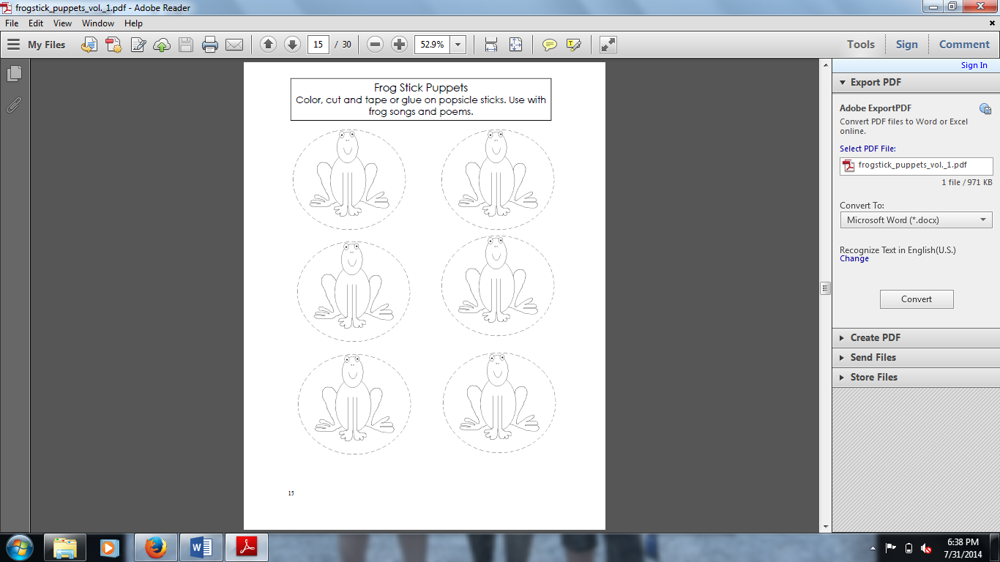 frogstick_puppets_vol._1.pdf - Adobe Reader
File Edit View Window Help
My Files 15 / 30 52.9% Tools Sign Comment
Sign In
Export PDF
Adobe ExportPDF
Convert PDF files to Word or Excel
online.
Select PDF File:
frogstick_puppets_vol._1.pdf
1 file / 971 KB
Convert To:
Microsoft Word (*.docx)
Recognize Text in English(U.S.)
Change
Convert
Create PDF
Send Files
Store Files
Frog Stick Puppets
Color, cut and tape or glue on popsicle sticks. Use with
frog songs and poems.
15
6:38 PM
7/31/2014